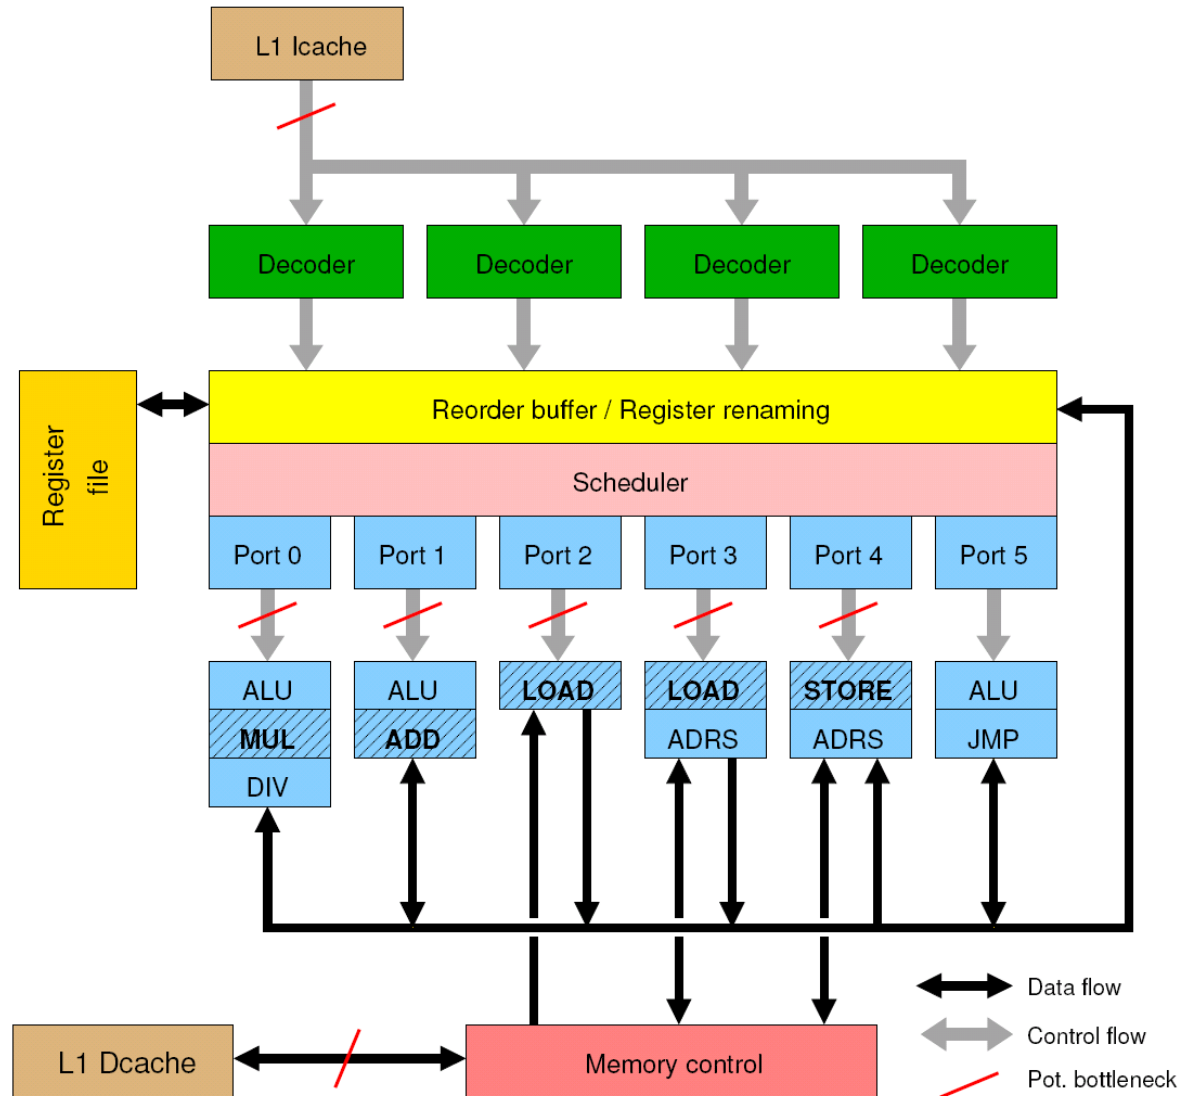 L1 Icache
Decoder
Decoder
Decoder
Decoder
Register
file
Reorder buffer / Register renaming
Scheduler
Port 0
Port 1
Port 2
Port 3
Port 4
Port 5
ALU
MUL
DIV
ALU
ADD
LOAD
LOAD
ADRS
STORE
ADRS
ALU
JMP
L1 Dcache
Memory control
Data flow
Control flow
Pot. bottleneck